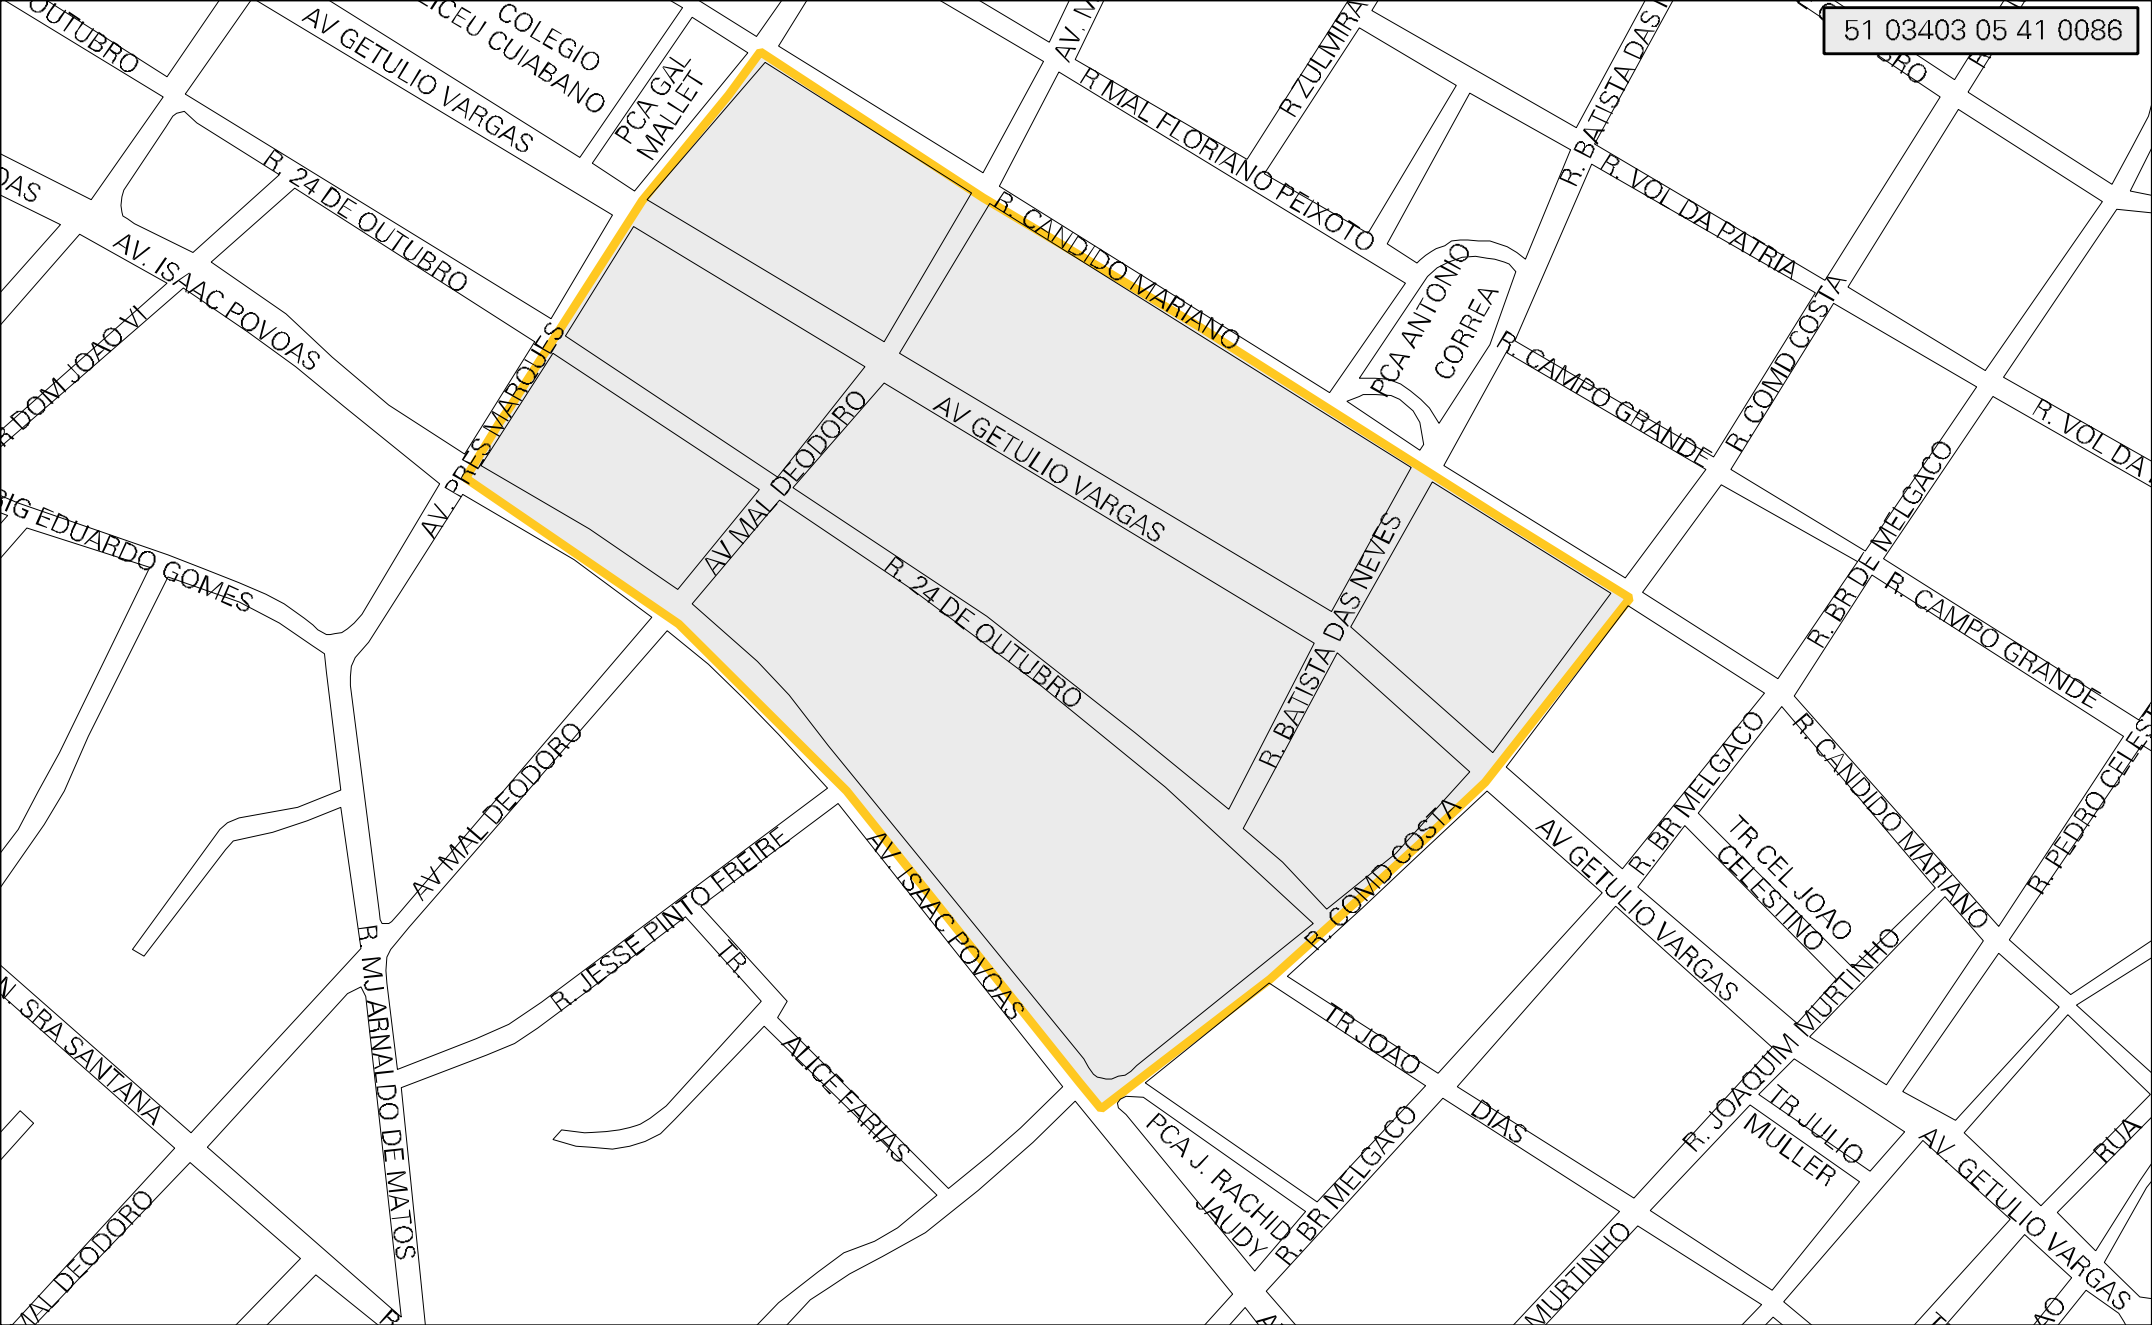 51 03403 05 41 0086
OUTUBRO
AV GETULIO VARGAS
COLEGIO
LICEU CUIABANO
PCA GAL
MALLET
R ZULMIRA
R MAL FLORIANO PEIXOTO
R. BATISTA DAS
R. VOL DA PATRIA
R. 24 DE OUTUBRO
AV. ISAAC POVOAS
R DOM JOAO VI
R. CANDIDO MARIANO
PCA ANTONIO
CORREA
R. CAMPO GRANDE
R. COMD COSTA
R. VOL DA
AV. PRES MARQUES
AV MAL DEODORO
AV GETULIO VARGAS
R. BATISTA DAS NEVES
R. 24 DE OUTUBRO
R. BR DE MELGACO
R. CAMPO GRANDE
BRIG EDUARDO GOMES
AV MAL DEODORO
R. JESSE PINTO FREIRE
AV. ISAAC POVOAS
R. COMD COSTA
AV GETULIO VARGAS
R. BR MELGACO
R. CANDIDO MARIANO
TR CEL JOAO
CELESTINO
R. PEDRO CELES
R. JOAQUIM MURTINHO
R MJ ARNALDO DE MATOS
N. SRA SANTANA
MAL DEODORO
TR
ALICE FARIAS
TR JOAO
DIAS
PCA J. RACHID
JAUDY
R. BR MELGACO
TR JULIO
MULLER
AV. GETULIO VARGAS
RUA
MURTINHO